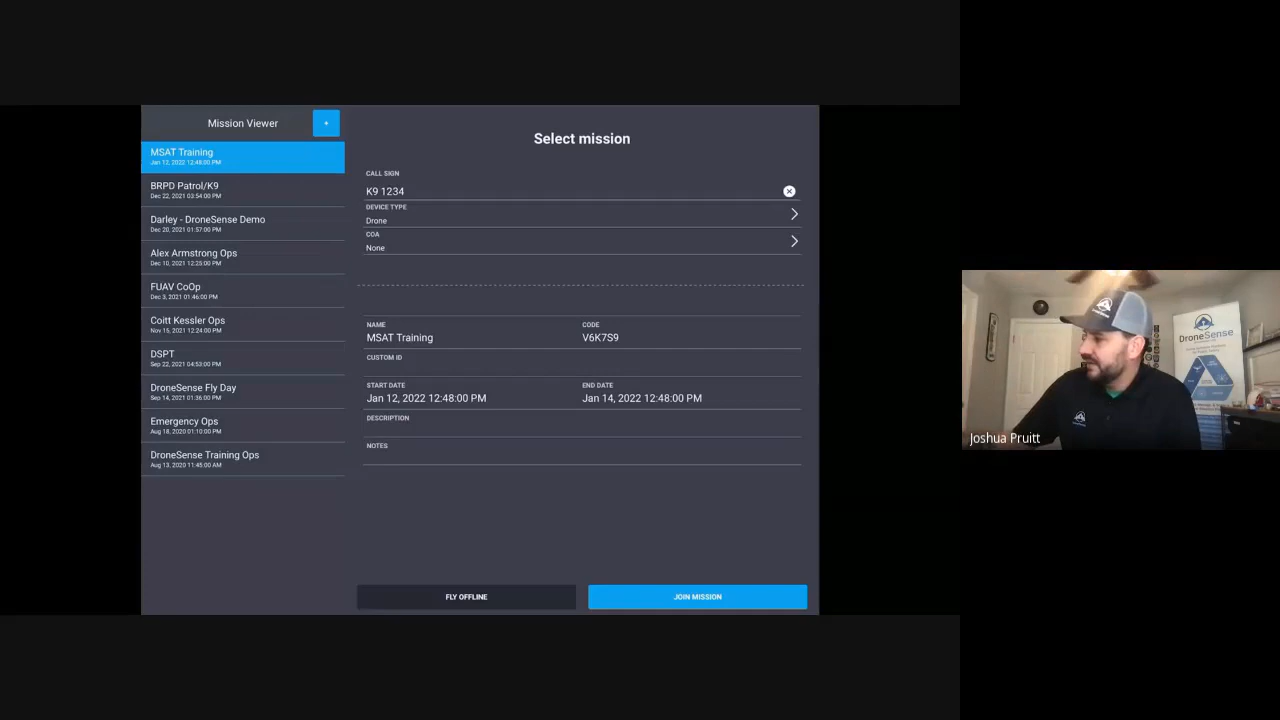 Mission Viewer
+
MSAT Training
Jan 12, 2022 12:48:00 PM
BRPD Patrol/K9
Dec 22, 2021 03:54:00 PM
Darley - DroneSense Demo
Dec 20, 2021 01:57:00 PM
Alex Armstrong Ops
Dec 10, 2021 12:25:00 PM
FUAV CoOp
Dec 3, 2021 01:46:00 PM
Coitt Kessler Ops
Nov 15, 2021 12:24:00 PM
DSPT
Sep 22, 2021 04:53:00 PM
DroneSense Fly Day
Sep 14, 2021 01:36:00 PM
Emergency Ops
Aug 18, 2020 01:10:00 PM
DroneSense Training Ops
Aug 13, 2020 11:45:00 AM
Select mission
CALL SIGN
K9 1234
DEVICE TYPE
Drone
COA
None
NAME
MSAT Training
CODE
V6K7S9
CUSTOM ID
START DATE
Jan 12, 2022 12:48:00 PM
END DATE
Jan 14, 2022 12:48:00 PM
DESCRIPTION
NOTES
FLY OFFLINE
JOIN MISSION
DroneSense
Joshua Pruitt